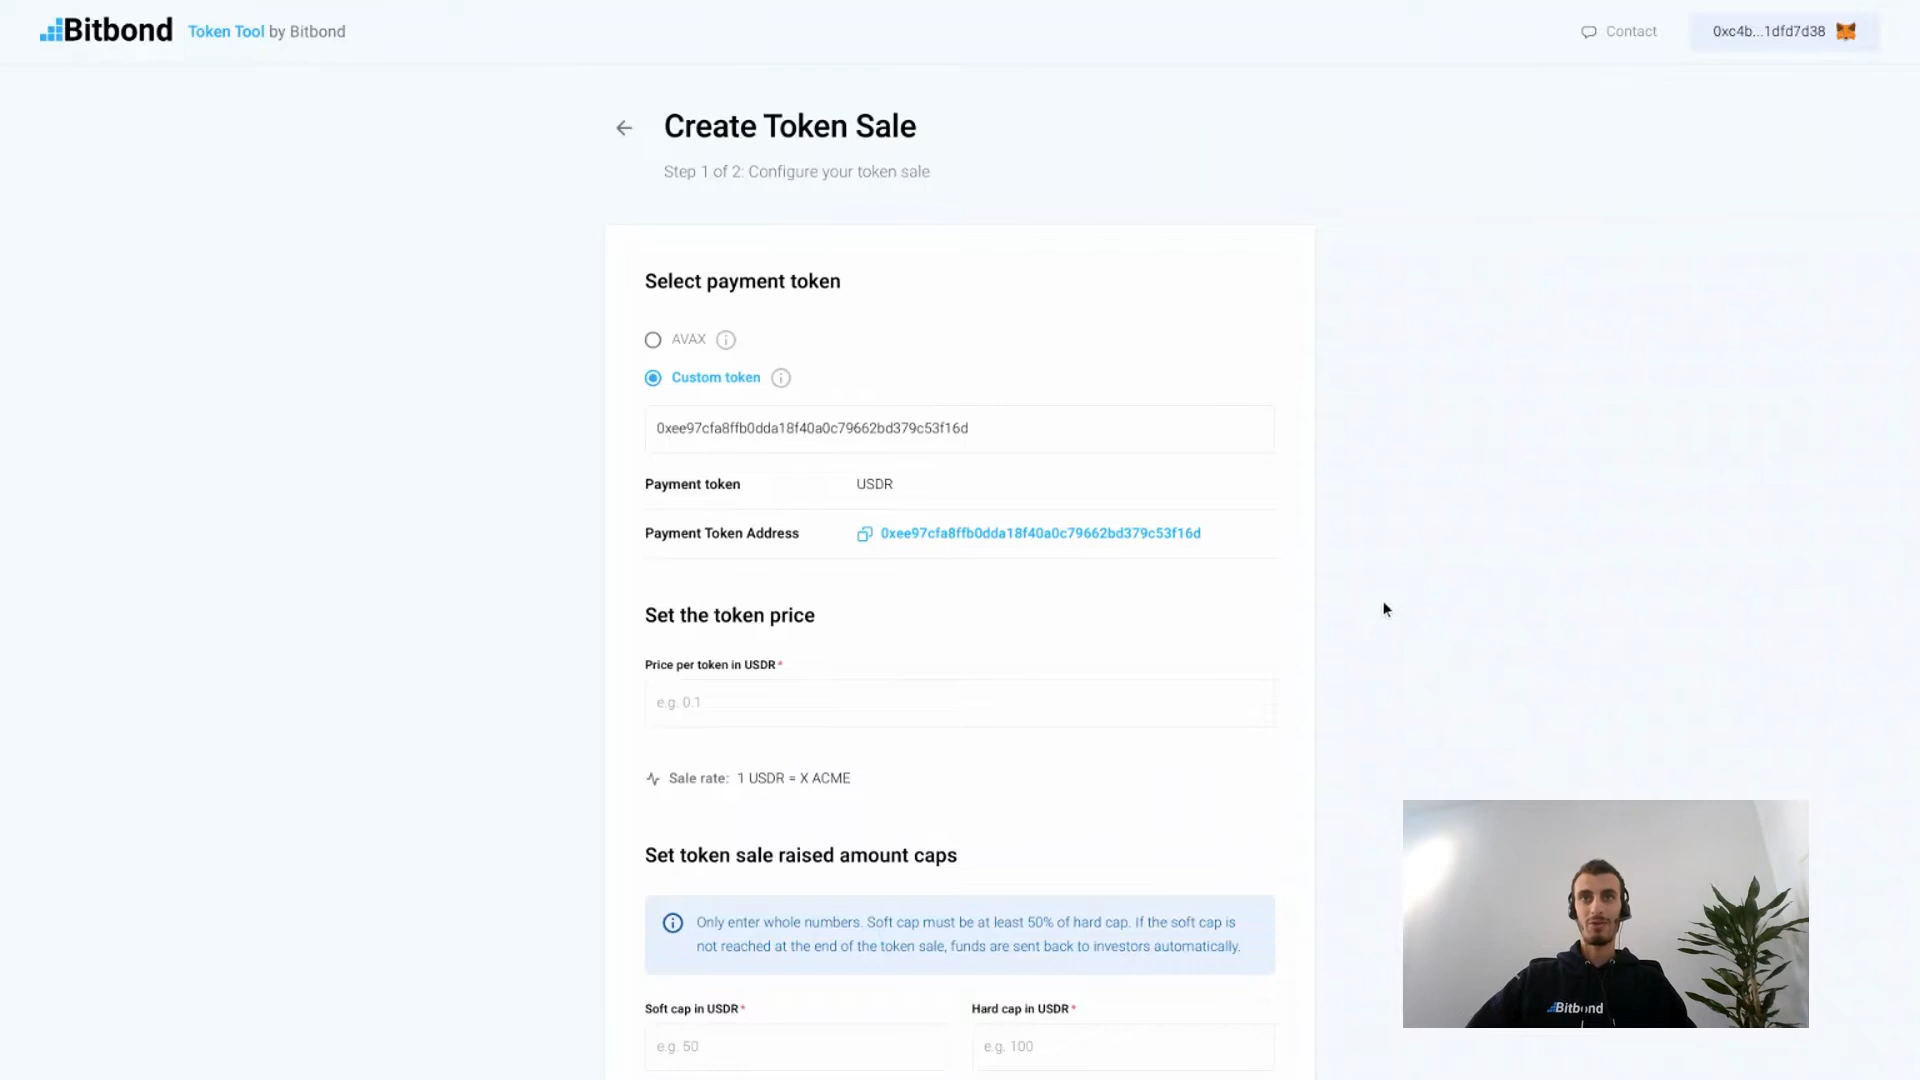 Bitbond
Token Tool by Bitbond
Contact
0xc4b...1dfd7d38
Create Token Sale
Step 1 of 2: Configure your token sale
Select payment token
AVAX
Custom token
0xee97cfa8ffb0dda18f40a0c79662bd379c53f16d
Payment token USDR
Payment Token Address 0xee97cfa8ffb0dda18f40a0c79662bd379c53f16d
Set the token price
Price per token in USDR*
e.g. 0.1
Sale rate: 1 USDR = X ACME
Set token sale raised amount caps
Only enter whole numbers. Soft cap must be at least 50% of hard cap. If the soft cap is
not reached at the end of the token sale, funds are sent back to investors automatically.
Soft cap in USDR* Hard cap in USDR*
e.g. 50 e.g. 100
Bitbond